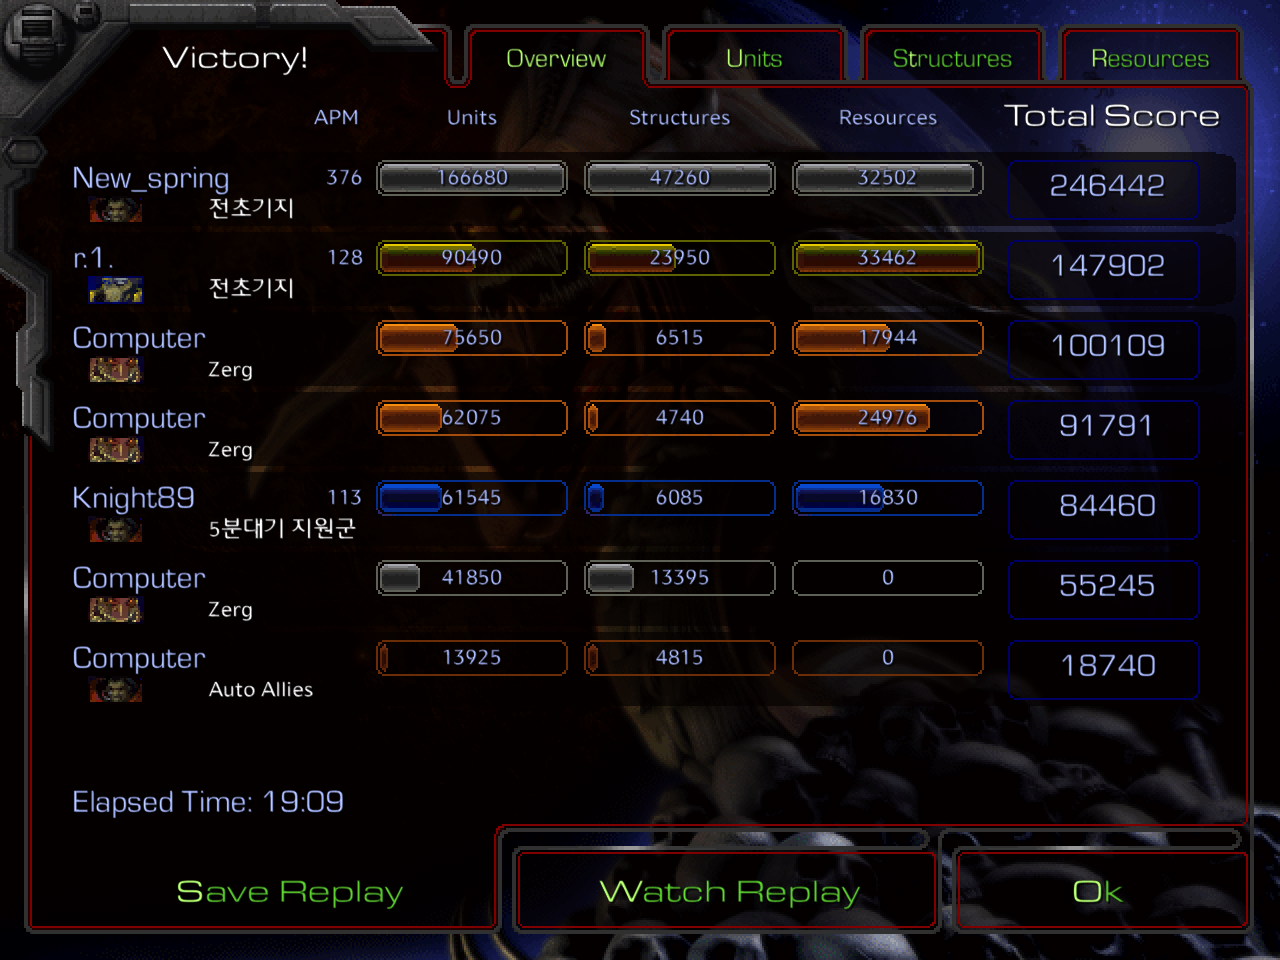 Victory!
Overview
Units
Structures
Resources
APM Units Structures Resources Total Score
New_spring 376 166680 47260 32502 246442
전초기지
r.1. 128 90490 23950 33462 147902
전초기지
Computer 75650 6515 17944 100109
Zerg
Computer 62075 4740 24976 91791
Zerg
Knight89 113 61545 6085 16830 84460
5분대기 지원군
Computer 41850 13395 0 55245
Zerg
Computer 13925 4815 0 18740
Auto Allies
Elapsed Time: 19:09
Save Replay
Watch Replay
Ok